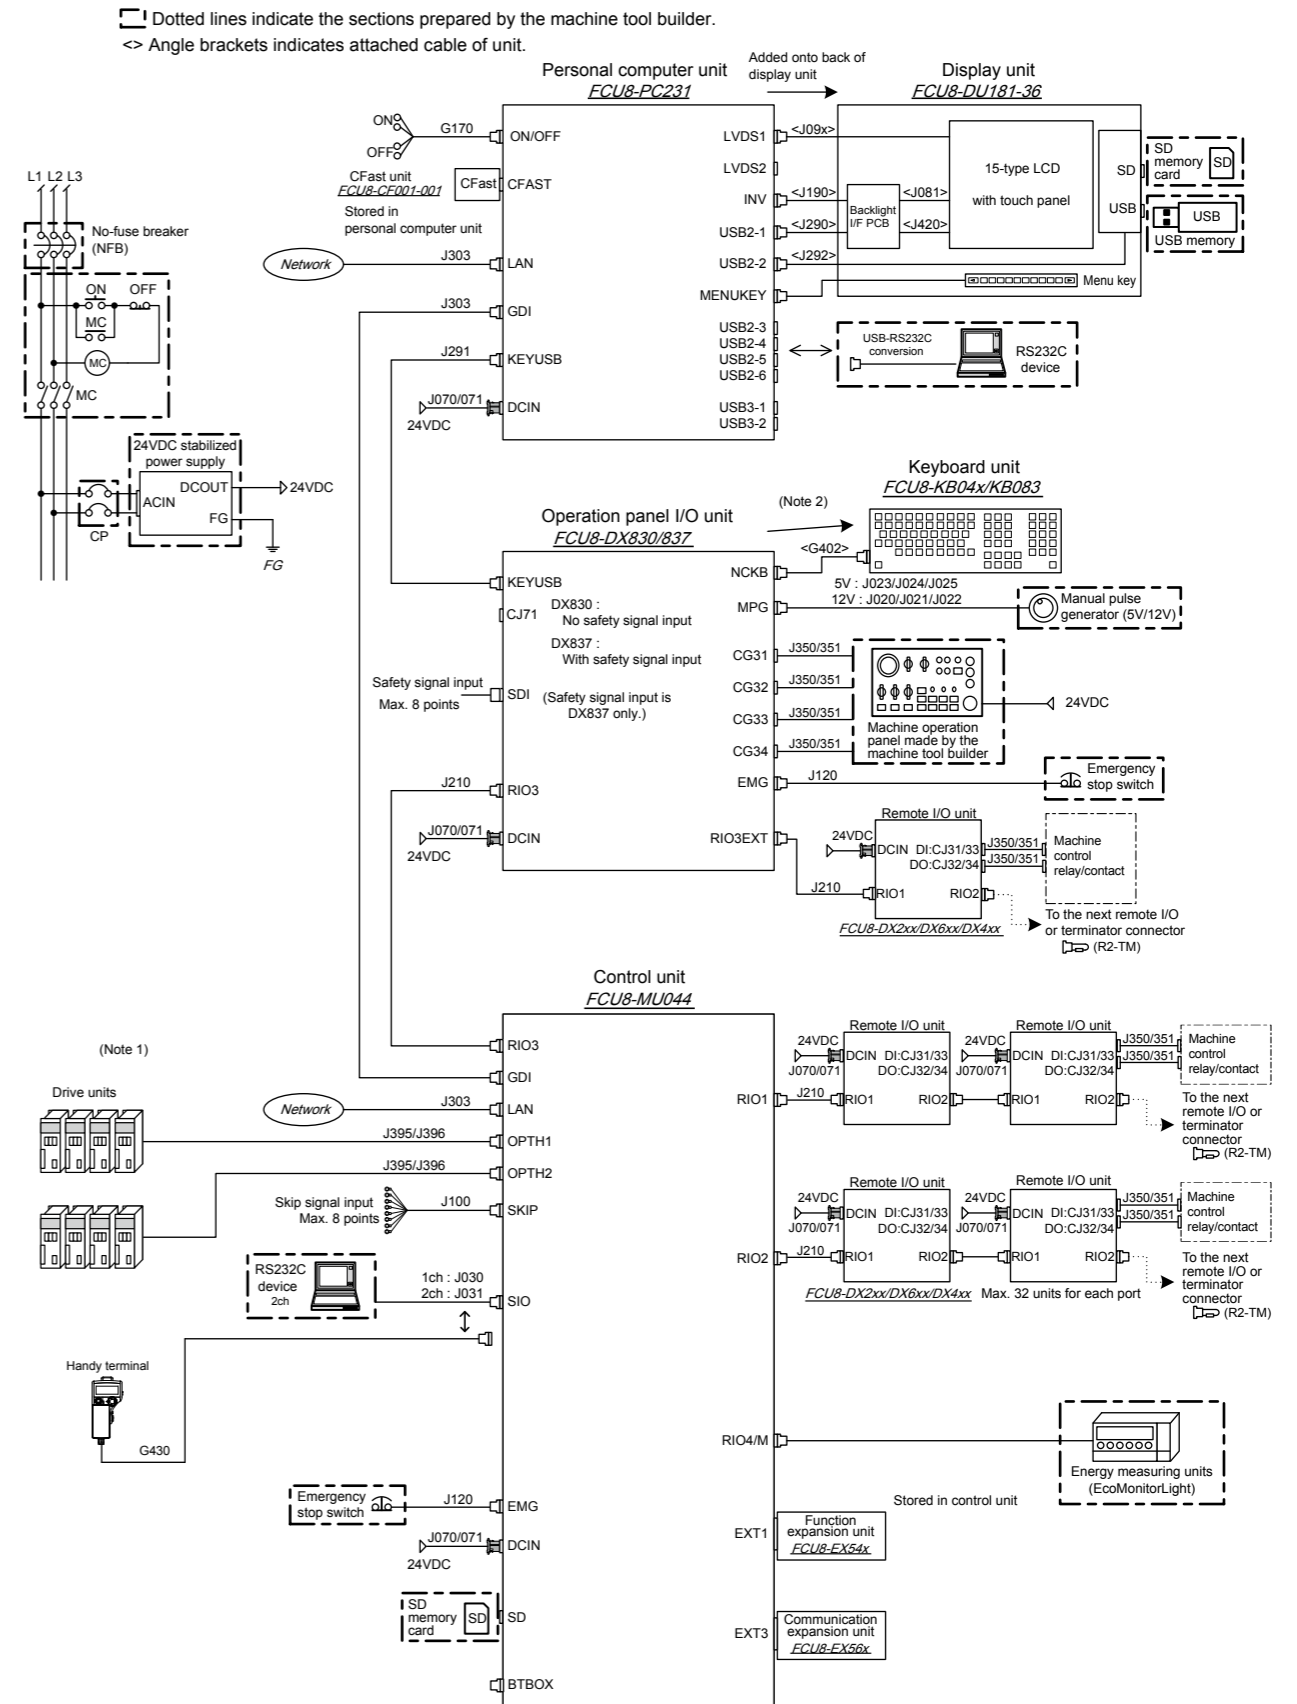 Dotted lines indicate the sections prepared by the machine tool builder.
<> Angle brackets indicates attached cable of unit.
Personal computer unit
FCU8-PC231
Added onto back of
display unit
Display unit
FCU8-DU181-36
ON
OFF
G170
ON/OFF
CFast unit
FCU8-CF001-001
Stored in
personal computer unit
CFast
CFAST
Network
J303
LAN
J303
GDI
J291
KEYUSB
J070/071
24VDC
DCIN
LVDS1
LVDS2
INV
USB2-1
USB2-2
MENUKEY
USB2-3
USB2-4
USB2-5
USB2-6
USB3-1
USB3-2
<J09x>
<J190>
<J290>
<J292>
Backlight
I/F PCB
<J081>
<J420>
15-type LCD
with touch panel
Menu key
SD
USB
SD
memory
card
SD
USB
USB memory
USB-RS232C
conversion
RS232C
device
L1 L2 L3
No-fuse breaker
(NFB)
ON
OFF
MC
MC
MC
24VDC stabilized
power supply
DCOUT
ACIN
FG
24VDC
FG
CP
Operation panel I/O unit
FCU8-DX830/837
(Note 2)
Keyboard unit
FCU8-KB04x/KB083
KEYUSB
CJ71
DX830 :
No safety signal input
DX837 :
With safety signal input
(Safety signal input is
DX837 only.)
Safety signal input
Max. 8 points
SDI
J210
RIO3
J070/071
24VDC
DCIN
NCKB
<G402>
5V : J023/J024/J025
12V : J020/J021/J022
MPG
Manual pulse
generator (5V/12V)
CG31
J350/351
CG32
J350/351
CG33
J350/351
CG34
J350/351
Machine operation
panel made by the
machine tool builder
24VDC
EMG
J120
Emergency
stop switch
RIO3EXT
J210
Remote I/O unit
24VDC
DCIN
DI:CJ31/33
DO:CJ32/34
RIO1
RIO2
J350/351
J350/351
Machine
control
relay/contact
FCU8-DX2xx/DX6xx/DX4xx
To the next remote I/O
or terminator connector
(R2-TM)
Control unit
FCU8-MU044
(Note 1)
Drive units
RIO3
GDI
Network
J303
LAN
J395/J396
OPTH1
J395/J396
OPTH2
Skip signal input
Max. 8 points
J100
SKIP
RS232C
device
2ch
1ch : J030
2ch : J031
SIO
Handy terminal
G430
Emergency
stop switch
J120
EMG
J070/071
24VDC
DCIN
SD
memory
card
SD
SD
BTBOX
RIO1
J210
Remote I/O unit
24VDC
J070/071
DCIN
DI:CJ31/33
DO:CJ32/34
RIO1
RIO2
Remote I/O unit
24VDC
J070/071
DCIN
DI:CJ31/33
DO:CJ32/34
RIO1
RIO2
J350/351
J350/351
Machine
control
relay/contact
To the next
remote I/O or
terminator
connector
(R2-TM)
RIO2
J210
Remote I/O unit
24VDC
J070/071
DCIN
DI:CJ31/33
DO:CJ32/34
RIO1
RIO2
Remote I/O unit
24VDC
J070/071
DCIN
DI:CJ31/33
DO:CJ32/34
RIO1
RIO2
J350/351
J350/351
Machine
control
relay/contact
To the next
remote I/O or
terminator
connector
(R2-TM)
FCU8-DX2xx/DX6xx/DX4xx
Max. 32 units for each port
RIO4/M
Energy measuring units
(EcoMonitorLight)
Stored in control unit
EXT1
Function
expansion unit
FCU8-EX54x
EXT3
Communication
expansion unit
FCU8-EX56x